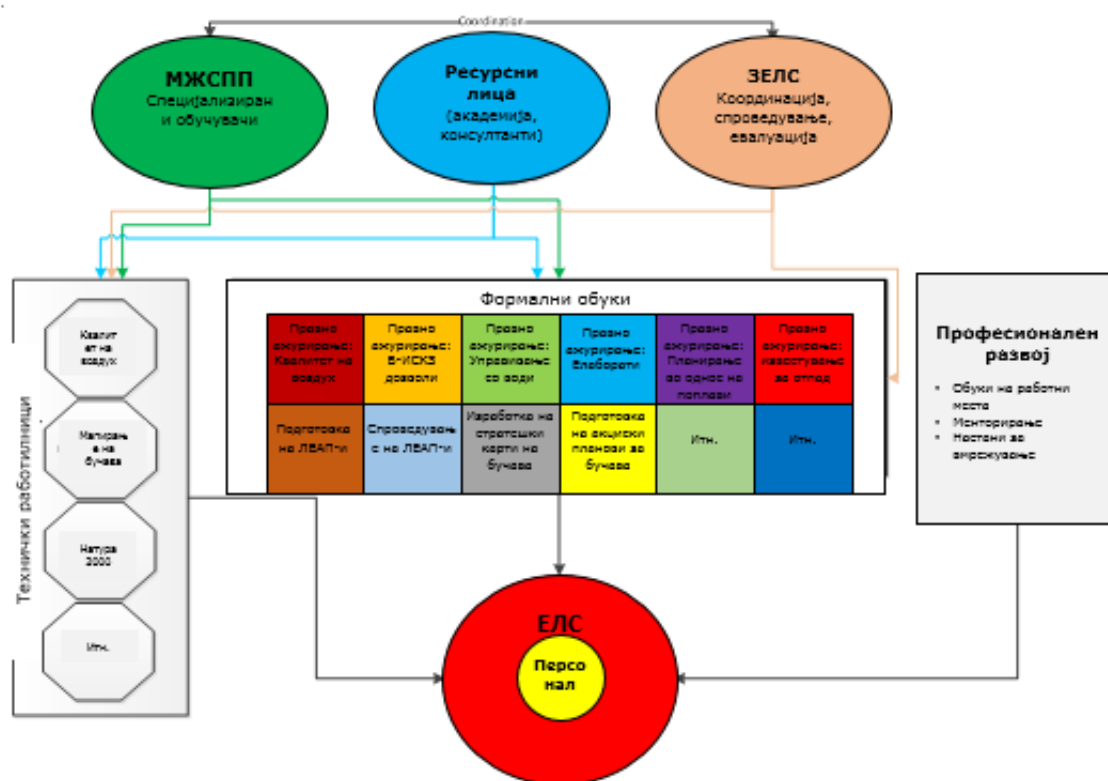 Coordination
МЖСПП
Специјализиран
и обучувачи
Ресурсни
лица
(академија,
консултанти)
ЗЕЛС
Координација,
спроведување,
евалуација
Технички работилници
Квалит
ет на
воздух
Мапирањ
е на
бучава
Натура
2000
Итн.
Формални обуки
Правно
ажурирање:
Квалитет на
воздух
Правно
ажурирање:
Б-ИСКЗ
дозволи
Правно
ажурирање:
Управување
со води
Правно
ажурирање:
Елаборати
Правно
ажурирање:
Планирање
во однос на
поплави
Правно
ажурирање:
известување
за отпад
Подготовка
на ЛЕАП-и
Спроведувањ
е на ЛЕАП-и
Изработка на
стратешки
карти на
бучава
Подготовка
на акциски
планови за
бучава
Итн.
Итн.
Професионален
развој
▪ Обуки на работни
места
▪ Менторирање
▪ Настани за
вмрежување
ЕЛС
Персо
нал